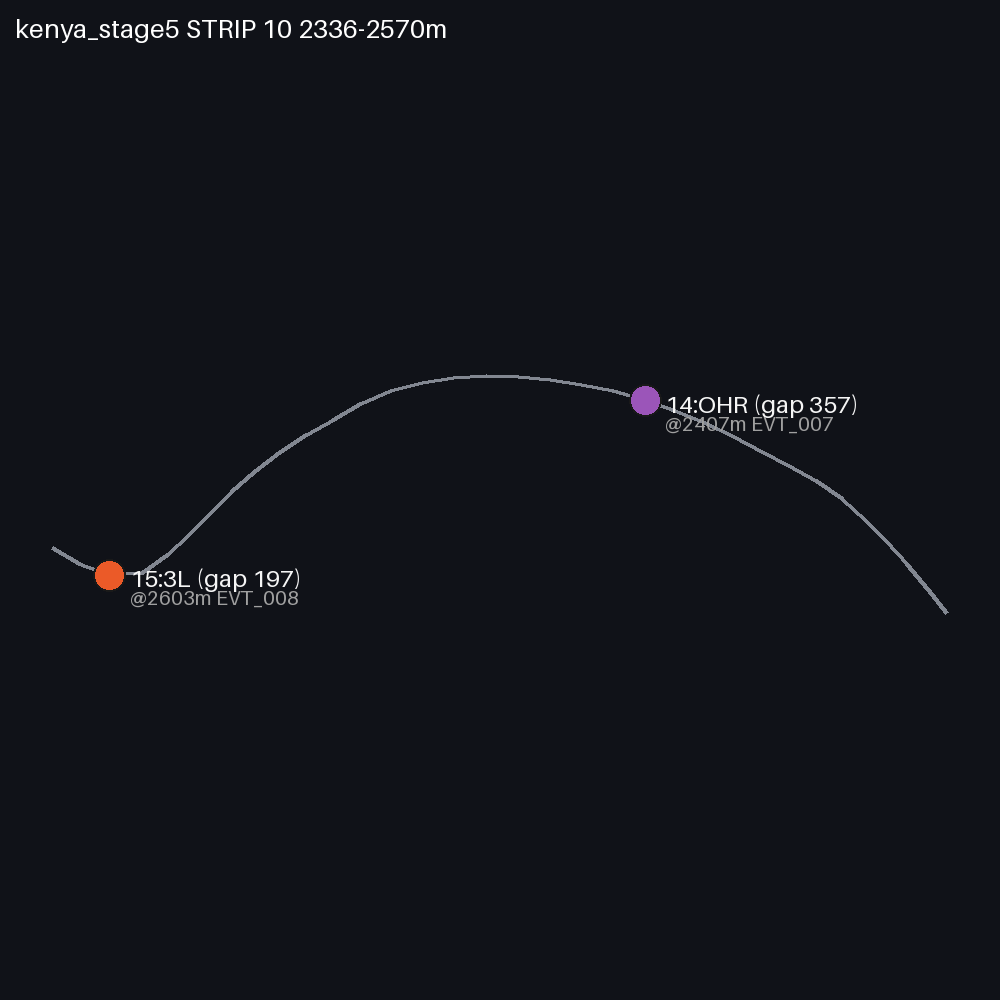 kenya_stage5 STRIP 10 2336-2570m
14:OHR (gap 357)
@2407m EVT_007
15:3L (gap 197)
@2603m EVT_008